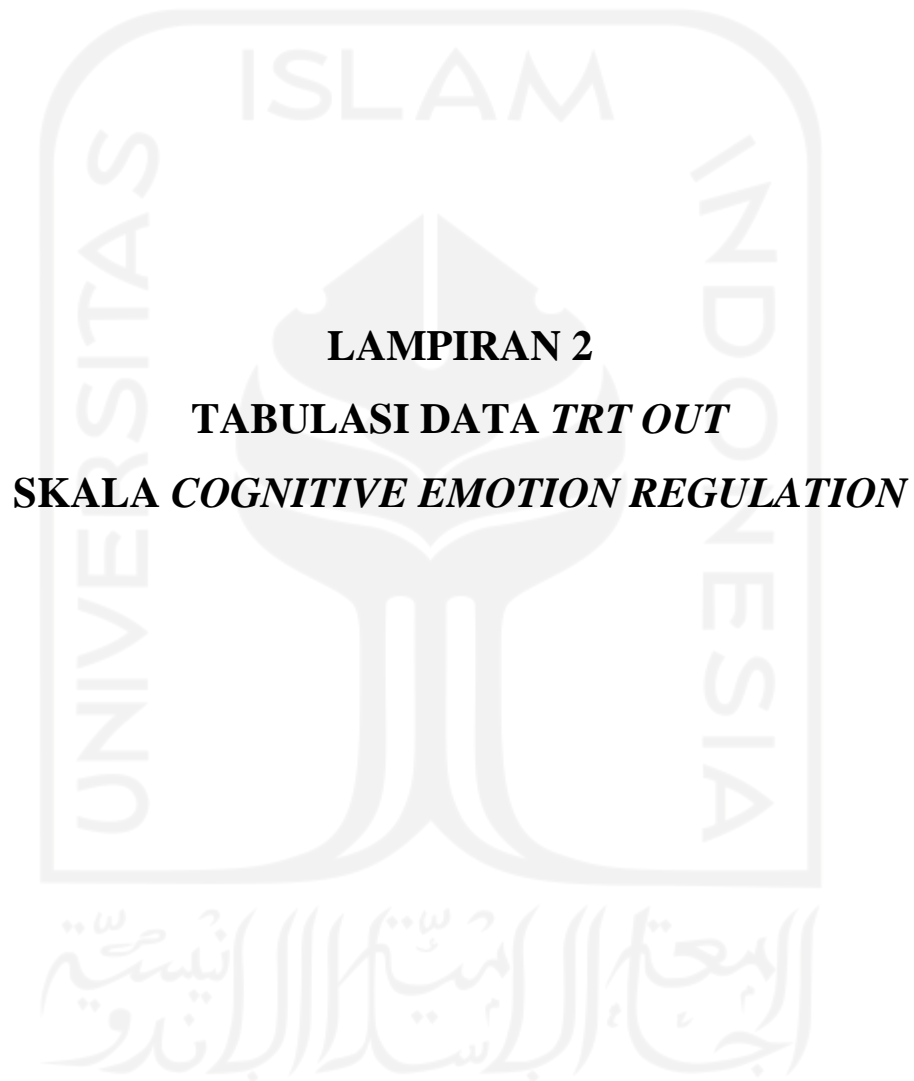 ISLAM
UNIVERSITAS
INDONESIA
LAMPIRAN 2
TABULASI DATA TRT OUT
SKALA COGNITIVE EMOTION REGULATION